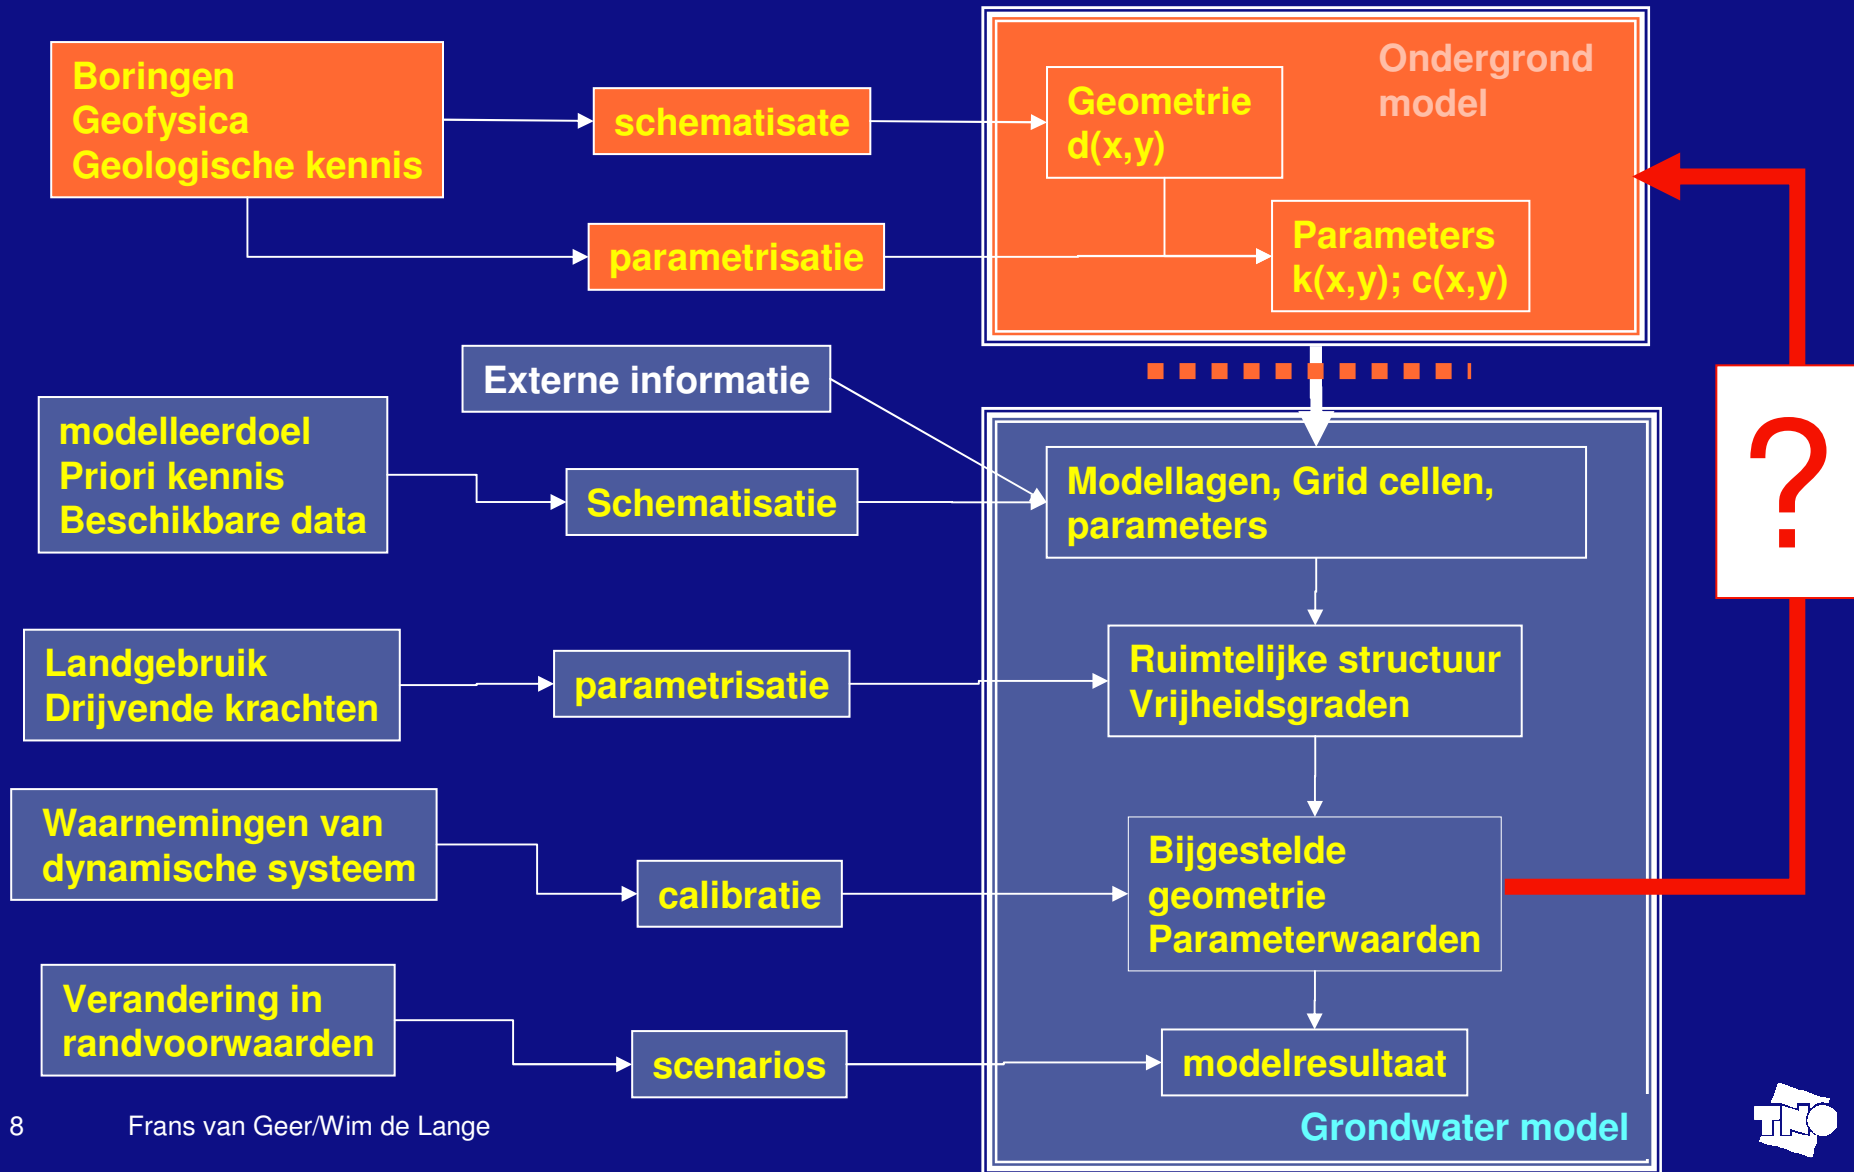 Boringen
Geofysica
Geologische kennis
schematisate
Geometrie
d(x,y)
Ondergrond
model
parametrisatie
Parameters
k(x,y); c(x,y)
Externe informatie
modelleerdoel
Priori kennis
Beschikbare data
Schematisatie
Modellagen, Grid cellen,
parameters
?
Landgebruik
Drijvende krachten
parametrisatie
Ruimtelijke structuur
Vrijheidsgraden
Waarnemingen van
dynamische systeem
calibratie
Bijgestelde
geometrie
Parameterwaarden
Verandering in
randvoorwaarden
scenarios
modelresultaat
Grondwater model
8 Frans van Geer/Wim de Lange
TNO